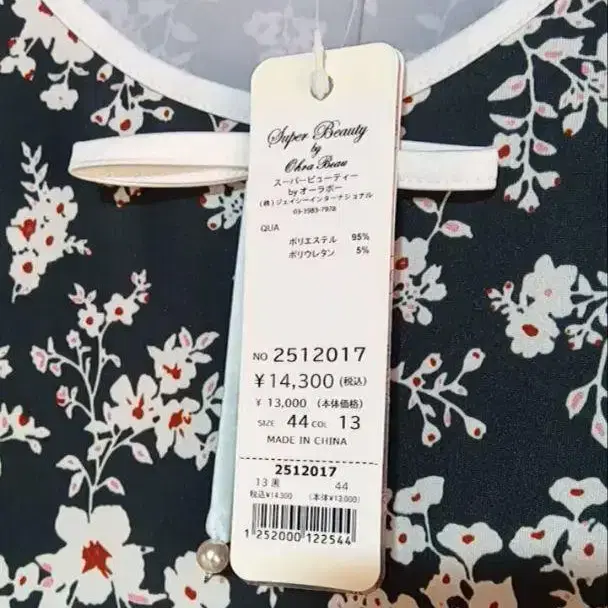 Super Beauty
by
Ohra Beau
スーパービューティー
by オーラボー
(株)ジェイシーインターナショナル
03-3983-7978
QUA
ポリエステル 95%
ポリウレタン 5%
NO 2512017
¥14,300 (税込)
¥ 13,000 (本体価格)
SIZE 44 COL 13
MADE IN CHINA
2512017
13 黒 44
税込¥14,300 (本体¥13,000)
1 252000 122544